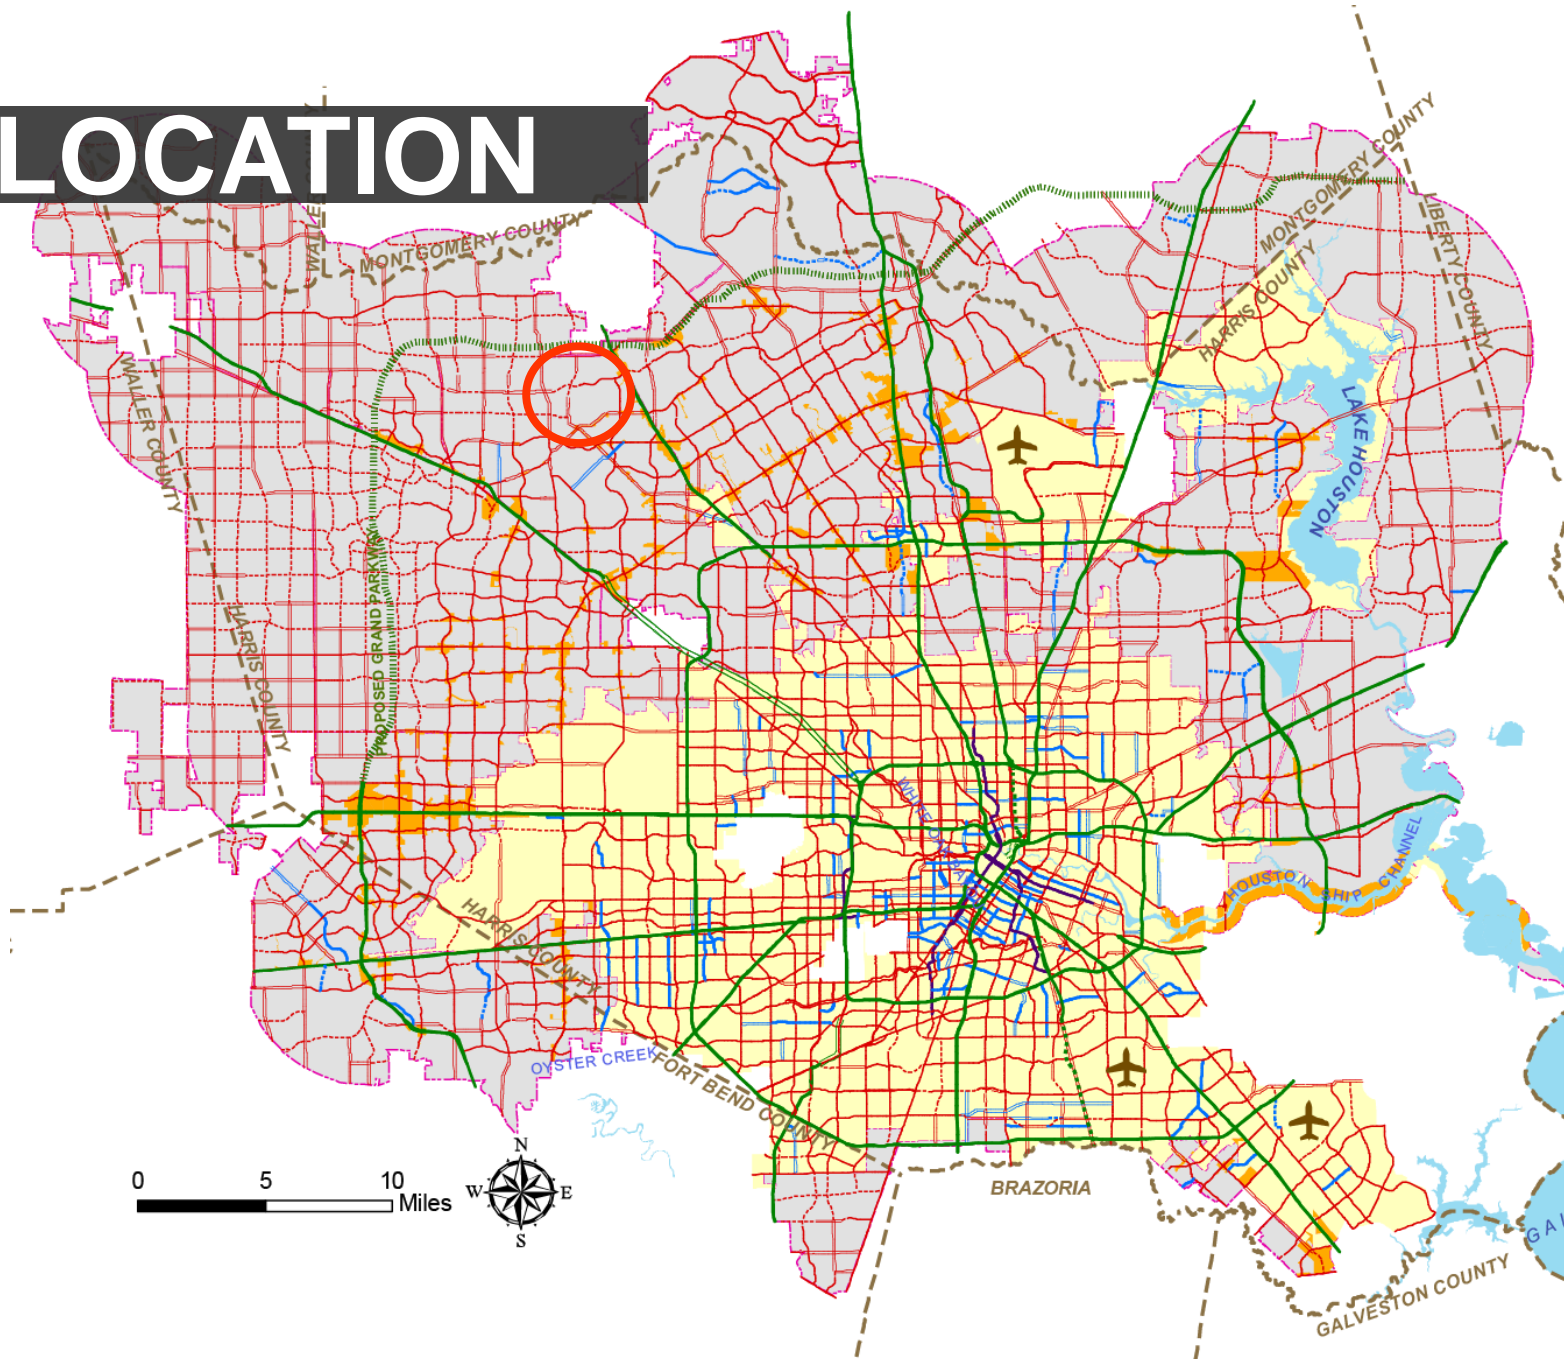 LOCATION
WALLER COUNTY
MONTGOMERY COUNTY
MONTGOMERY COUNTY
HARRIS COUNTY
LIBERTY COUNTY
LAKE HOUSTON
WALLER COUNTY
HARRIS COUNTY
PROPOSED GRAND PARKWAY
HOUSTON SHIP CHANNEL
HARRIS COUNTY
OYSTER CREEK
FORT BEND COUNTY
BRAZORIA
GALVESTON COUNTY
0 5 10
Miles
N
W E
S